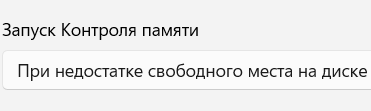 Запуск Контроля памяти
При недостатке свободного места на диске